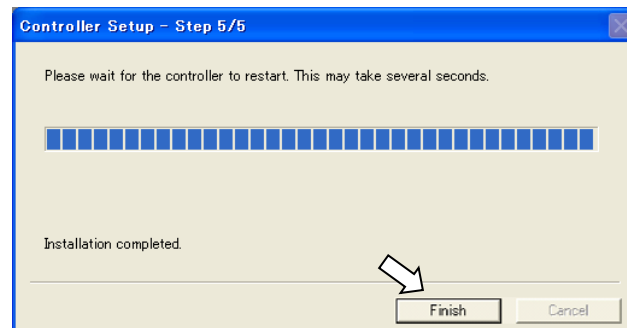 Controller Setup - Step 5/5
Please wait for the controller to restart. This may take several seconds.
Installation completed.
Finish
Cancel